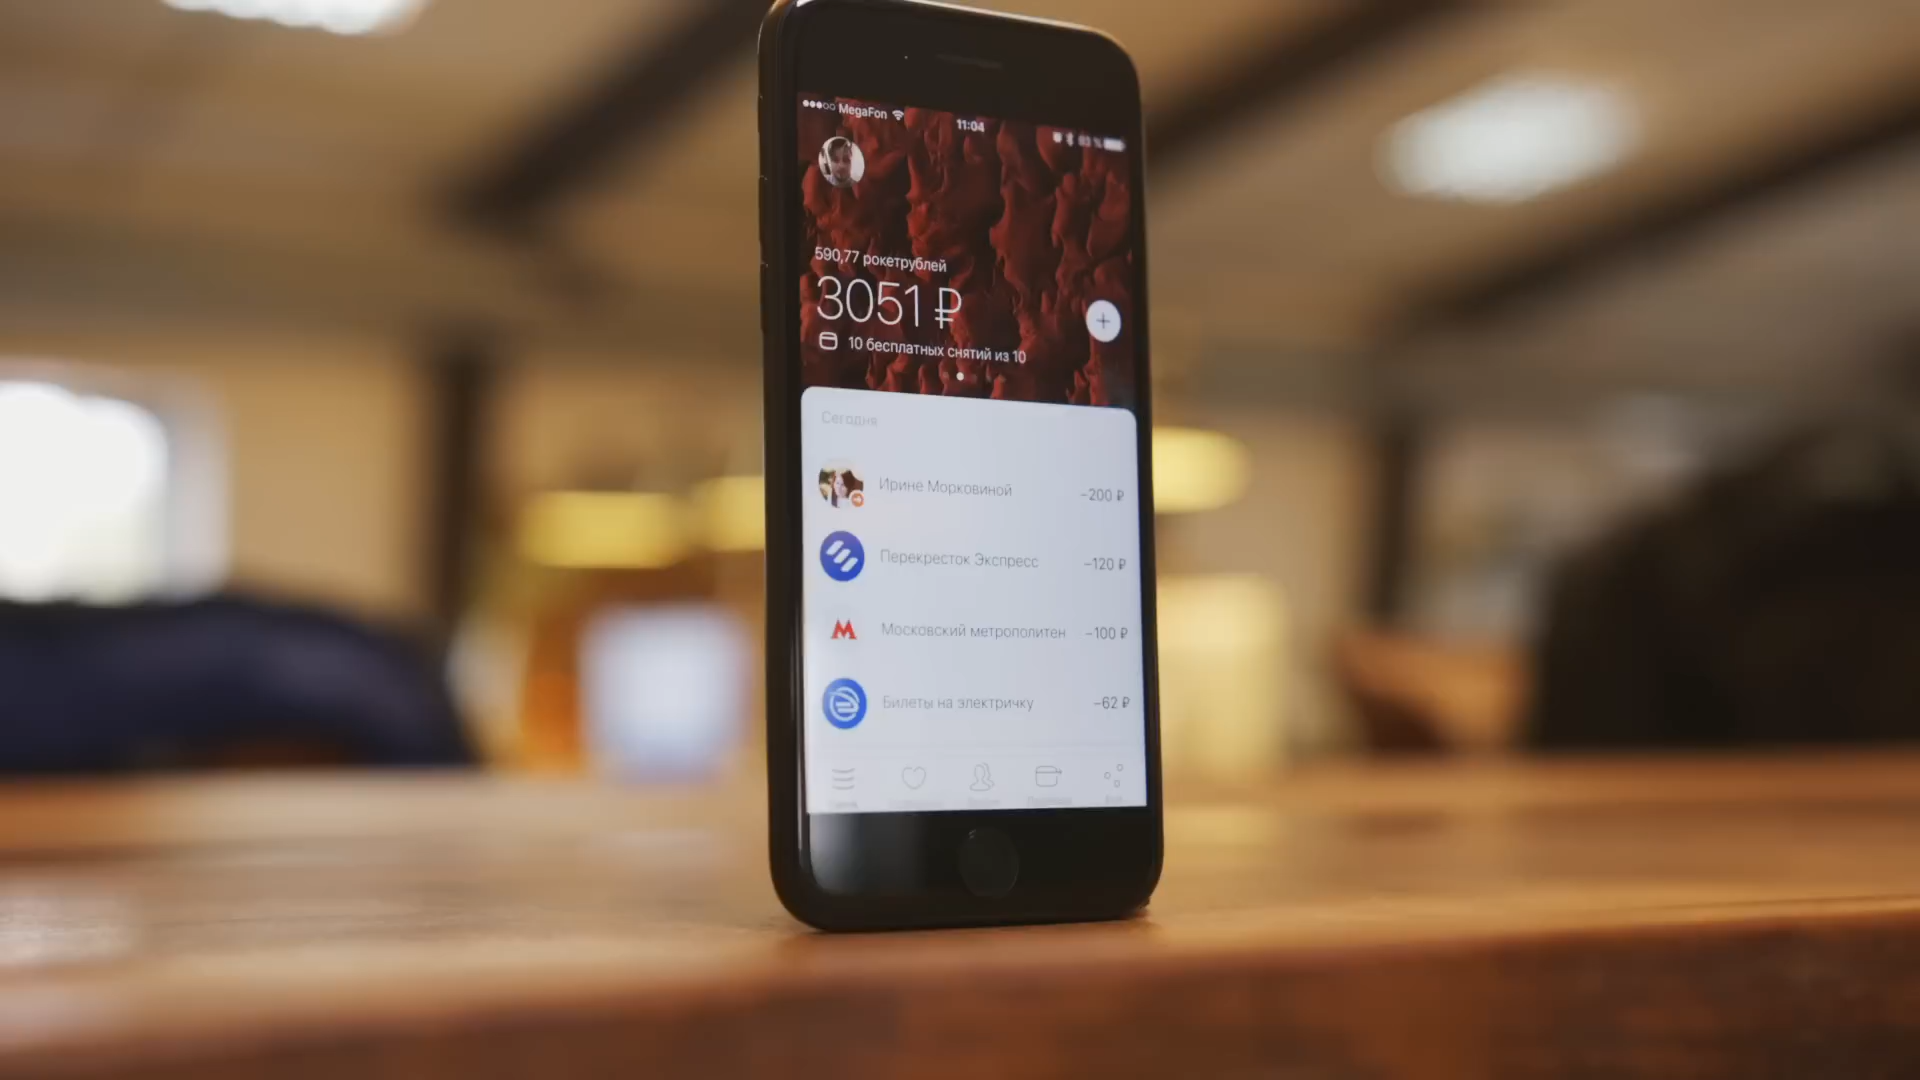 MegaFon
11:04
93 %
590,77 рокетрублей
3051 ₽
10 бесплатных снятий из 10
Сегодня
Ирине Морковиной −200 ₽
Перекресток Экспресс −120 ₽
Московский метрополитен −100 ₽
Билеты на электричку −62 ₽